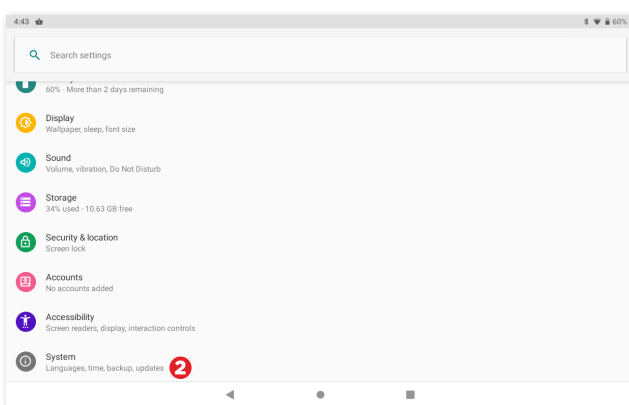 4:43 60%
Search settings
60% - More than 2 days remaining
Display
Wallpaper, sleep, font size
Sound
Volume, vibration, Do Not Disturb
Storage
34% used - 10.63 GB free
Security & location
Screen lock
Accounts
No accounts added
Accessibility
Screen readers, display, interaction controls
System
Languages, time, backup, updates 2